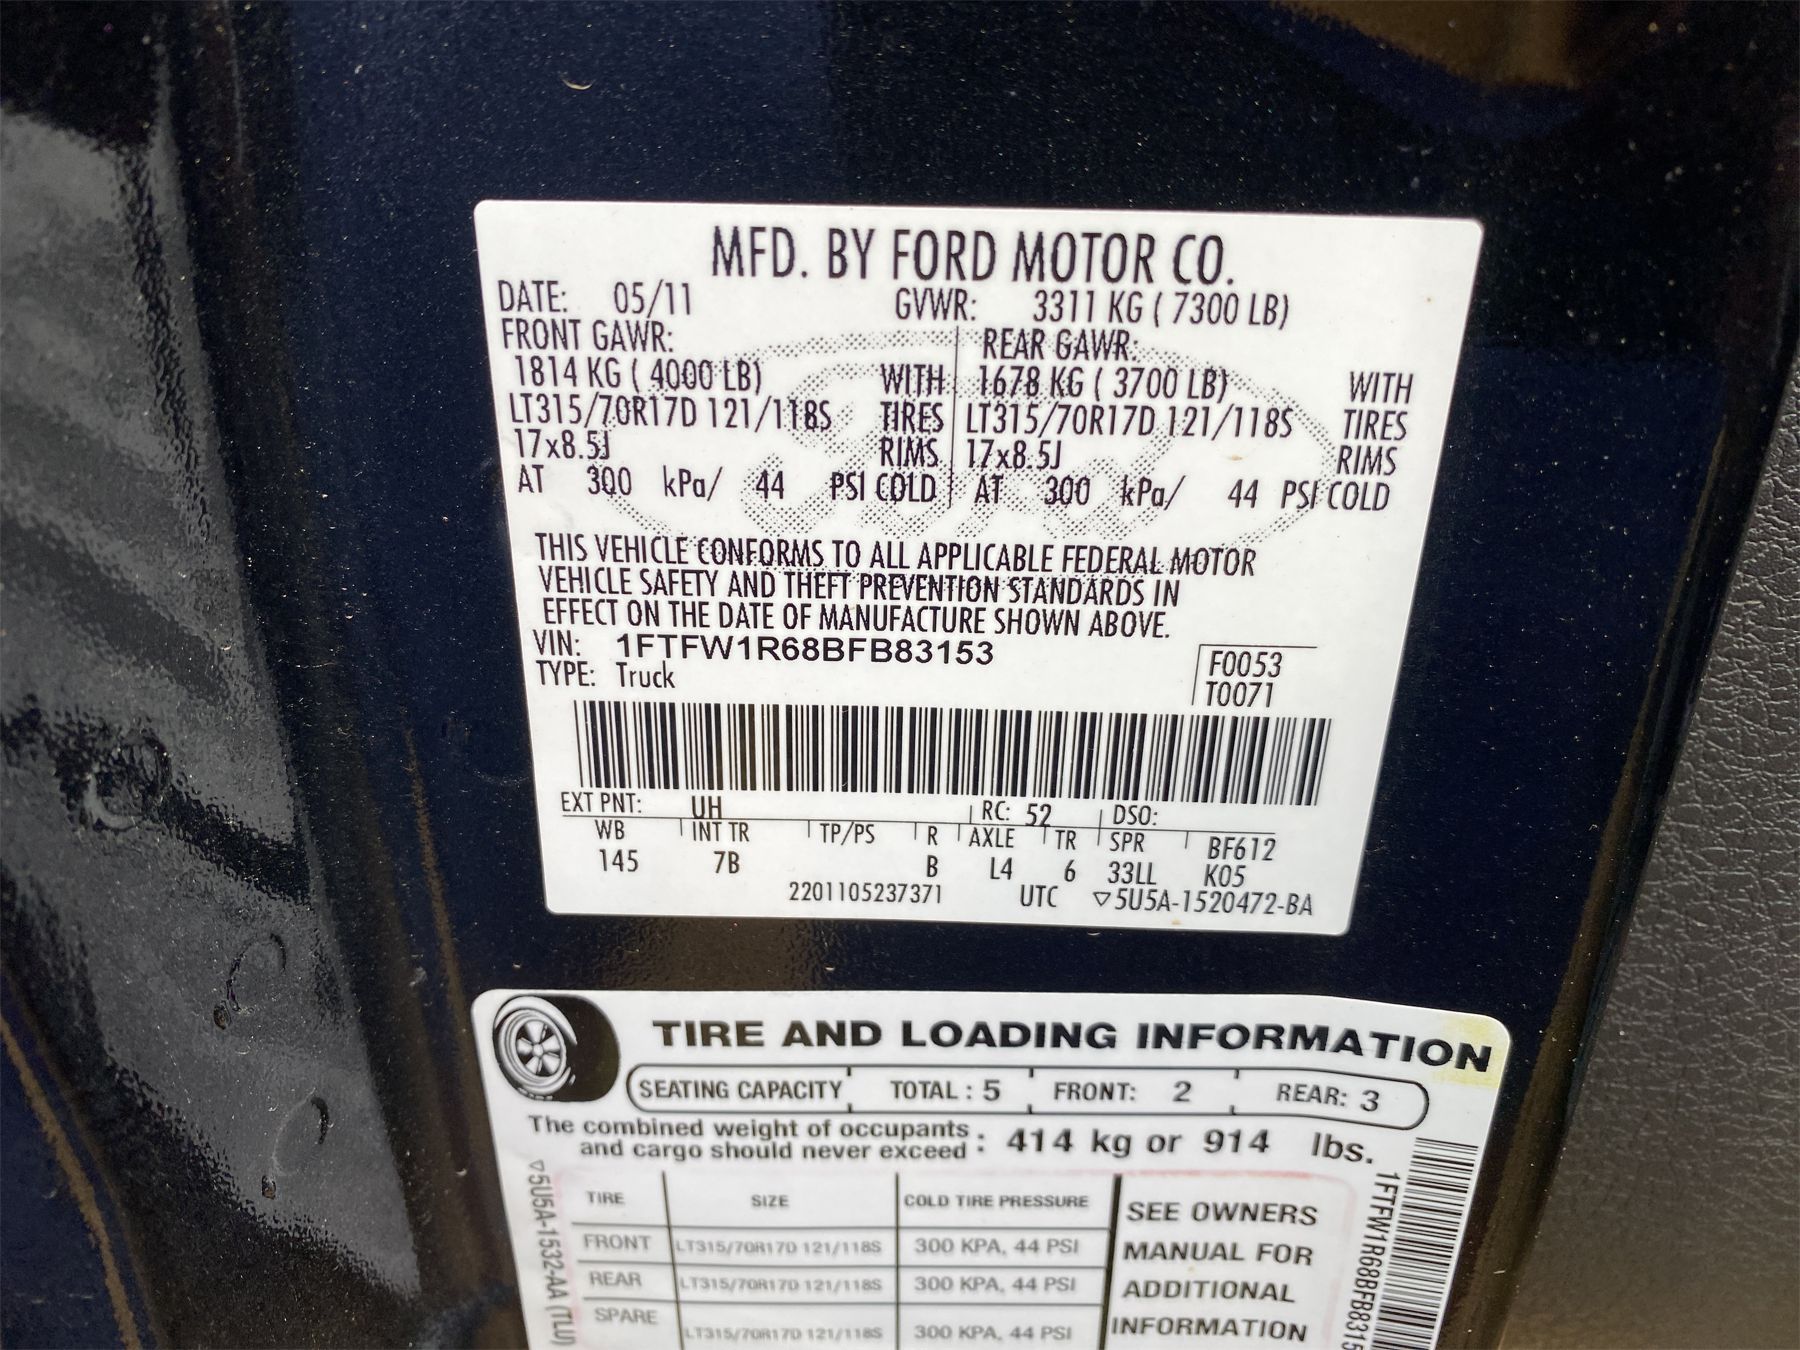 MFD. BY FORD MOTOR CO.
DATE: 05/11 GVWR: 3311 KG ( 7300 LB)
FRONT GAWR: REAR GAWR:
1814 KG ( 4000 LB) WITH 1678 KG ( 3700 LB) WITH
LT315/70R17D 121/118S TIRES LT315/70R17D 121/118S TIRES
17x8.5J RIMS 17x8.5J RIMS
AT 300 kPa/ 44 PSI COLD AT 300 kPa/ 44 PSI COLD
THIS VEHICLE CONFORMS TO ALL APPLICABLE FEDERAL MOTOR
VEHICLE SAFETY AND THEFT PREVENTION STANDARDS IN
EFFECT ON THE DATE OF MANUFACTURE SHOWN ABOVE.
VIN: 1FTFW1R68BFB83153
TYPE: Truck
F0053
T0071
EXT PNT: UH RC: 52 DSO:
WB INT TR TP/PS R AXLE TR SPR BF612
145 7B B L4 6 33LL K05
2201105237371 UTC ▽5U5A-1520472-BA
TIRE AND LOADING INFORMATION
SEATING CAPACITY TOTAL : 5 FRONT: 2 REAR: 3
The combined weight of occupants
and cargo should never exceed : 414 kg or 914 lbs.
TIRE SIZE COLD TIRE PRESSURE
FRONT LT315/70R17D 121/118S 300 KPA, 44 PSI
REAR LT315/70R17D 121/118S 300 KPA, 44 PSI
SPARE LT315/70R17D 121/118S 300 KPA, 44 PSI
SEE OWNERS
MANUAL FOR
ADDITIONAL
INFORMATION
▽5U5A-1532-AA (TLU)
1FTFW1R68BFB8315